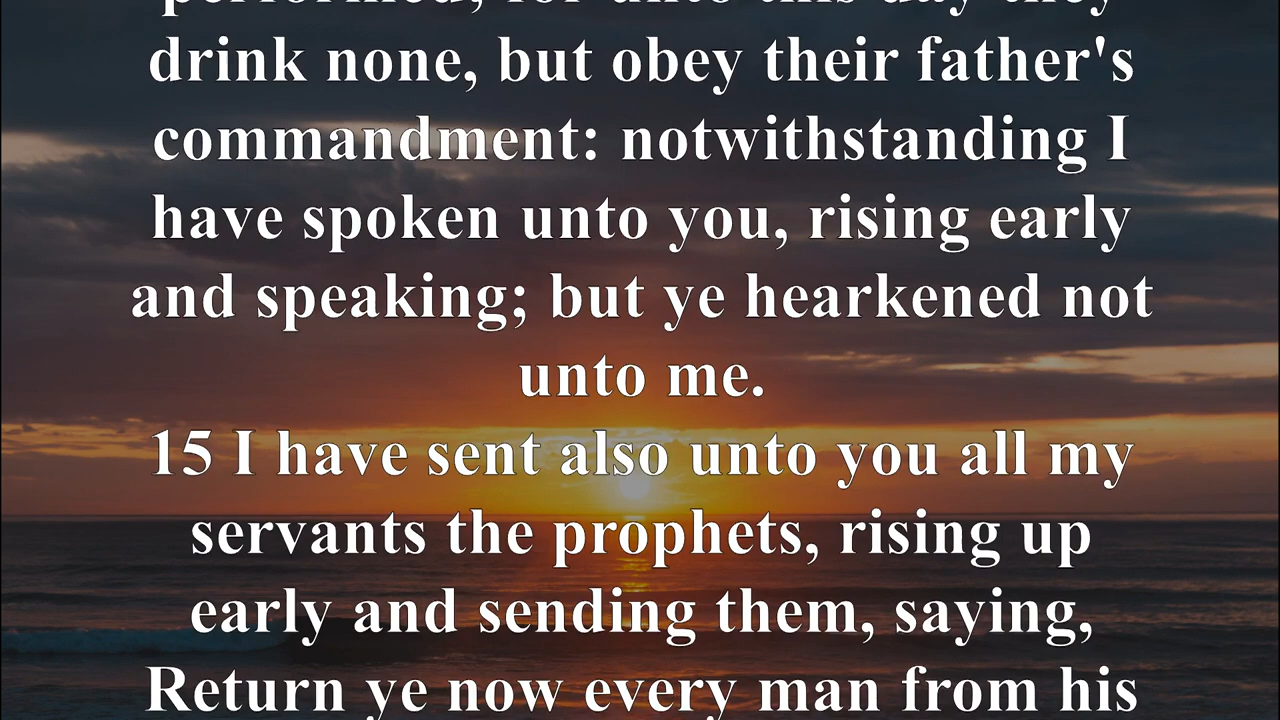 performed; for unto this day they
drink none, but obey their father's
commandment: notwithstanding I
have spoken unto you, rising early
and speaking; but ye hearkened not
unto me.
15 I have sent also unto you all my
servants the prophets, rising up
early and sending them, saying,
Return ye now every man from his